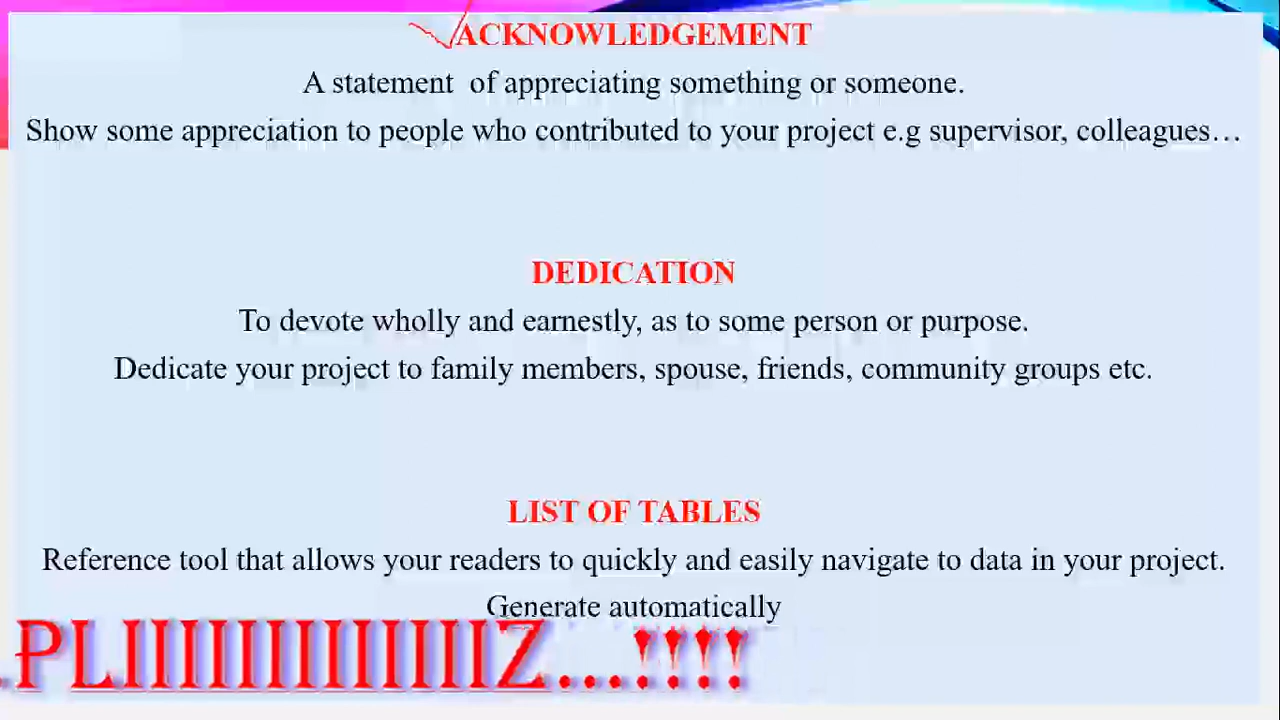 ACKNOWLEDGEMENT
A statement of appreciating something or someone.
Show some appreciation to people who contributed to your project e.g supervisor, colleagues…
DEDICATION
To devote wholly and earnestly, as to some person or purpose.
Dedicate your project to family members, spouse, friends, community groups etc.
LIST OF TABLES
Reference tool that allows your readers to quickly and easily navigate to data in your project.
Generate automatically
.PLIIIIIIIIIIIIIZ...!!!!